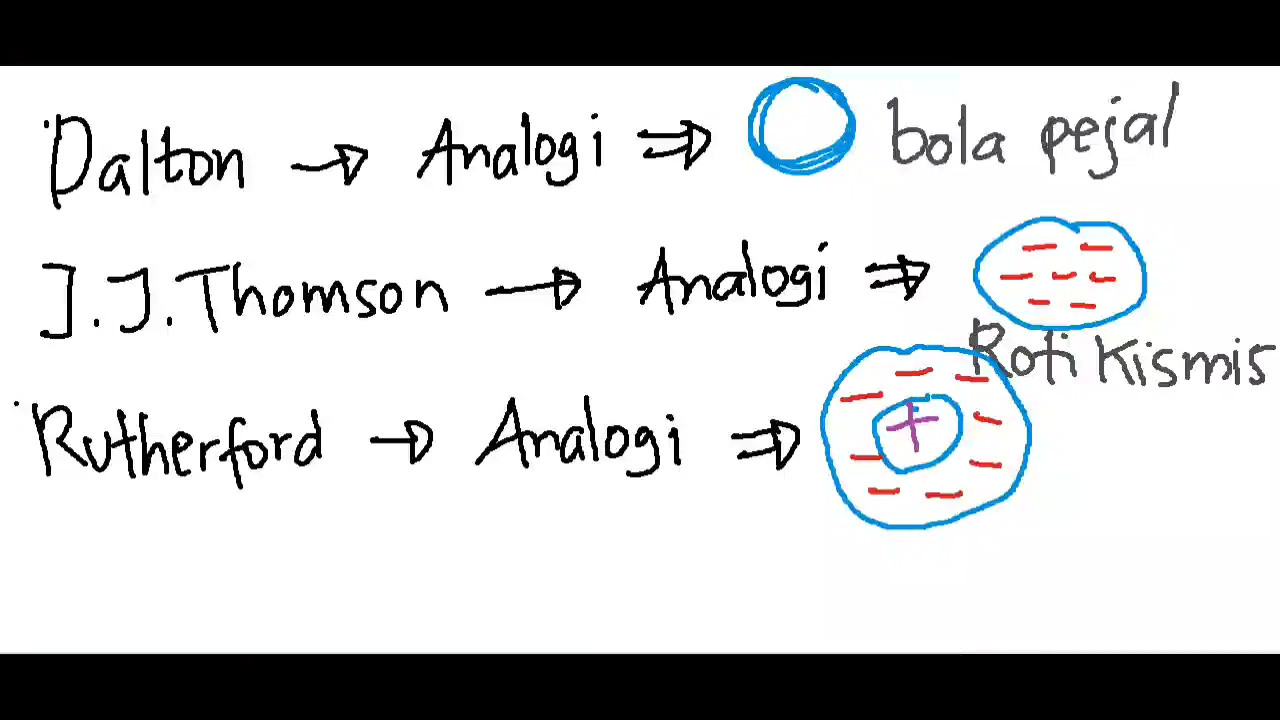 Dalton → Analogi ⇒ bola pejal
J.J. Thomson → Analogi ⇒
Roti Kismis
Rutherford → Analogi ⇒ +